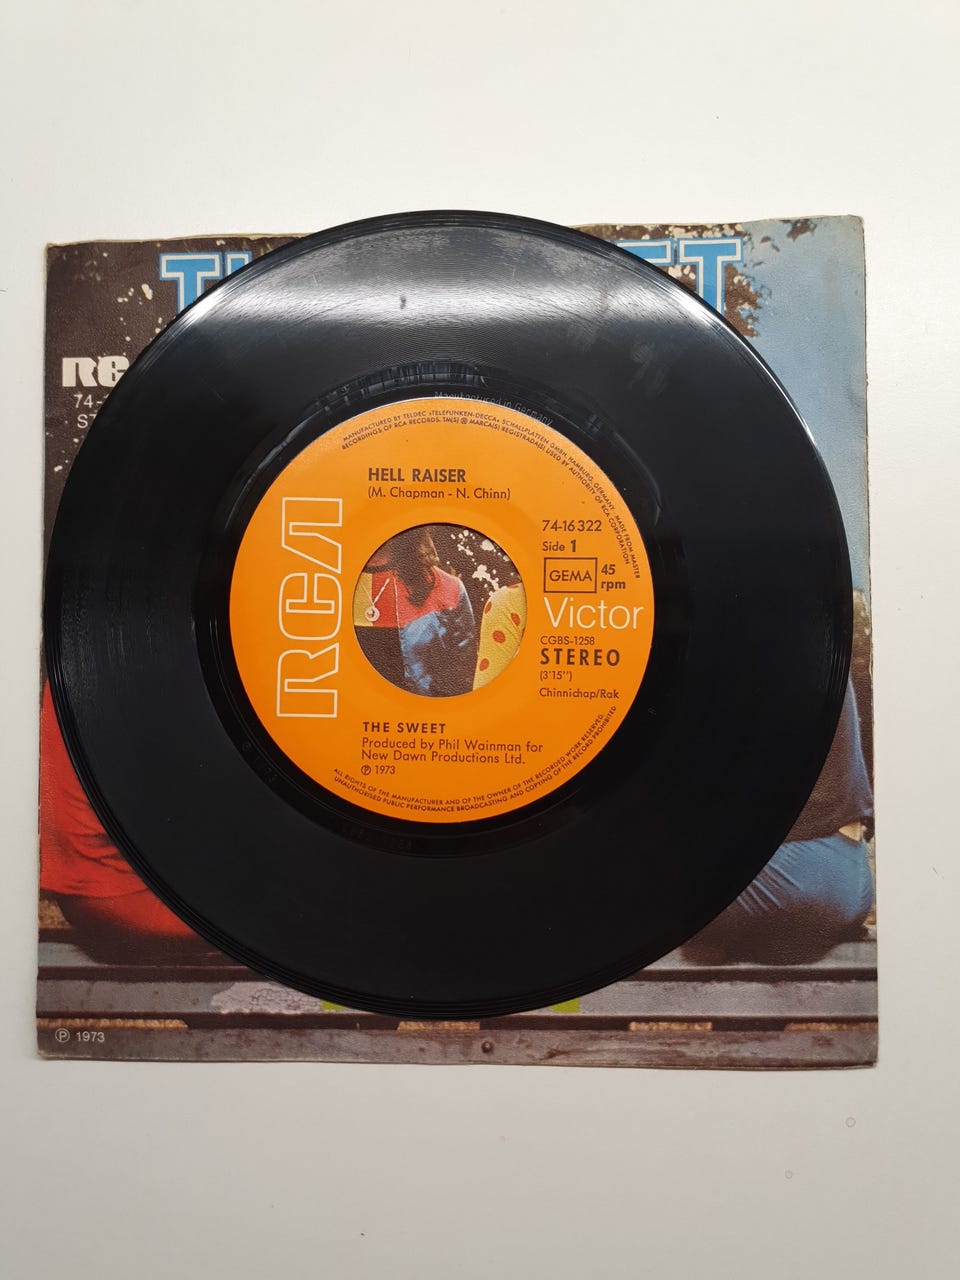 RCA
74-
Manufactured in Germany
MANUFACTURED BY TELDEC »TELEFUNKEN-DECCA« SCHALLPLATTEN GMBH, HAMBURG, GERMANY. MADE FROM MASTER
RECORDINGS OF RCA RECORDS. TM(S) ® MARCA(S) REGISTRADA(S) USED BY AUTHORITY OF RCA CORPORATION
HELL RAISER
(M. Chapman - N. Chinn)
74-16322
Side 1
GEMA 45
rpm
RCA
Victor
CGBS-1258
STEREO
(3'15'')
Chinnichap/Rak
THE SWEET
Produced by Phil Wainman for
New Dawn Productions Ltd.
℗ 1973
ALL RIGHTS OF THE MANUFACTURER AND OF THE OWNER OF THE RECORDED WORK RESERVED.
UNAUTHORISED PUBLIC PERFORMANCE BROADCASTING AND COPYING OF THE RECORD PROHIBITED
℗ 1973